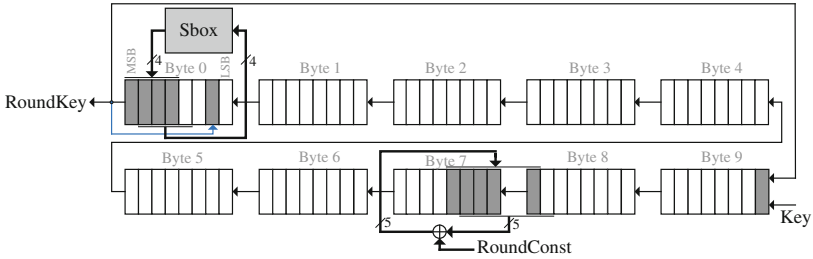 Sbox
MSB
4
4
LSB
Byte 0
Byte 1
Byte 2
Byte 3
Byte 4
RoundKey
Byte 5
Byte 6
Byte 7
Byte 8
Byte 9
5
5
Key
RoundConst